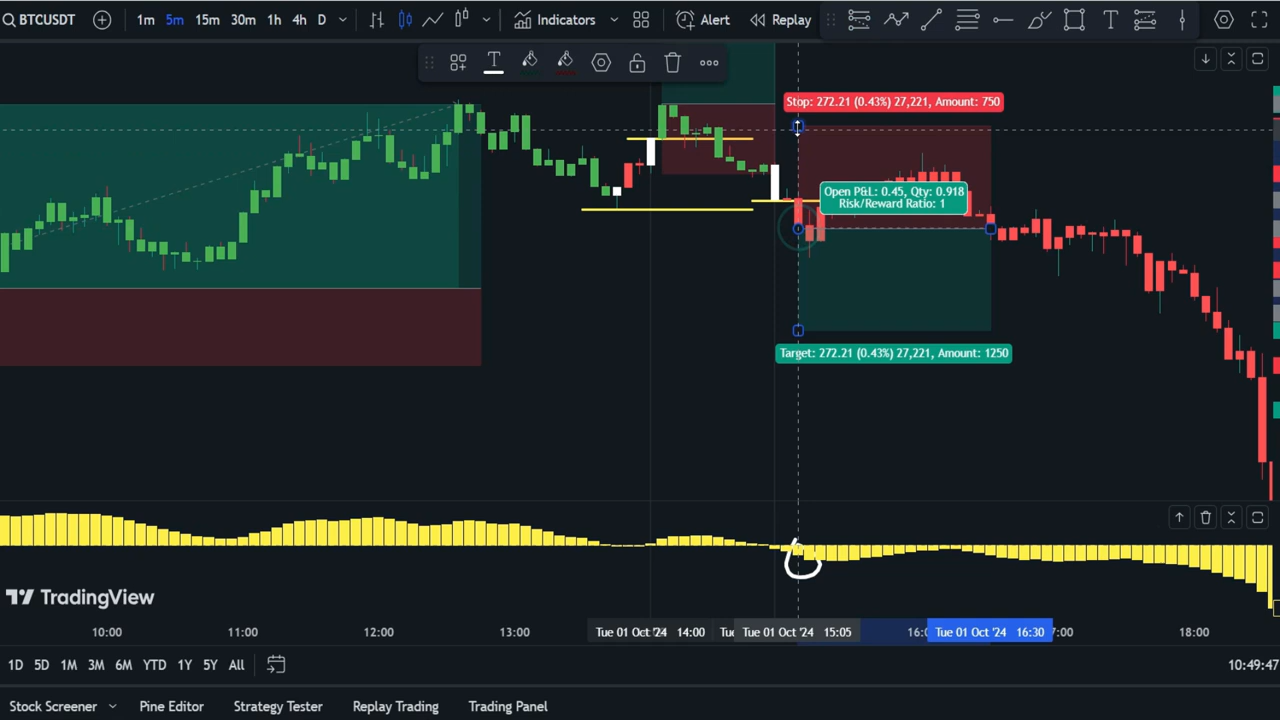 BTCUSDT 1m 5m 15m 30m 1h 4h D Indicators Alert Replay
Stop: 272.21 (0.43%) 27,221, Amount: 750
Open P&L: 0.45, Qty: 0.918
Risk/Reward Ratio: 1
Target: 272.21 (0.43%) 27,221, Amount: 1250
TradingView
10:00 11:00 12:00 13:00 Tue 01 Oct '24 14:00 Tue 01 Oct '24 15:05 Tue 01 Oct '24 16:30 18:00
1D 5D 1M 3M 6M YTD 1Y 5Y All 10:49:47
Stock Screener Pine Editor Strategy Tester Replay Trading Trading Panel